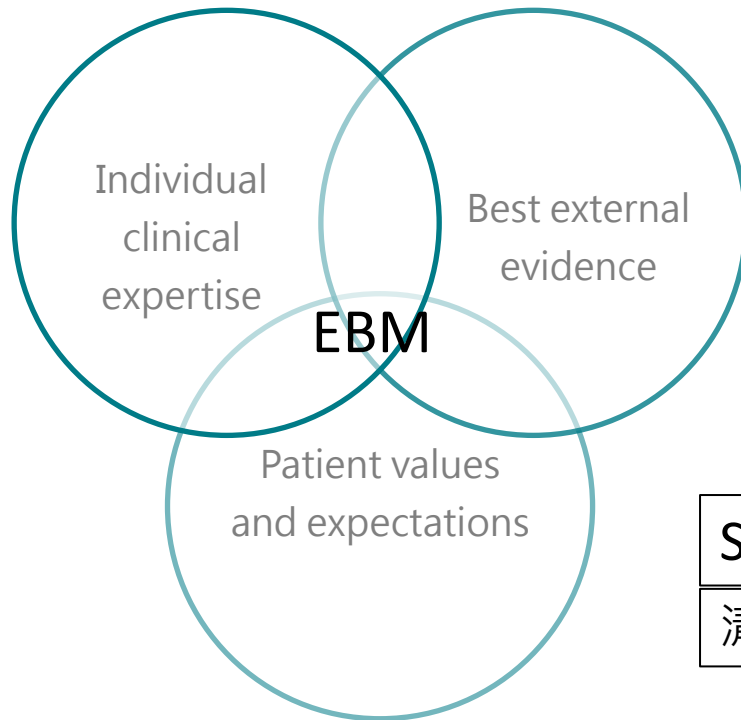 Individual
clinical
expertise
Best external
evidence
EBM
Patient values
and expectations
S